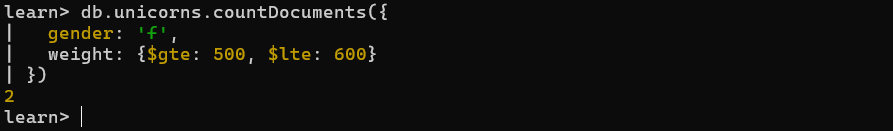 learn> db.unicorns.countDocuments({
|   gender: 'f',
|   weight: {$gte: 500, $lte: 600}
| })
2
learn>